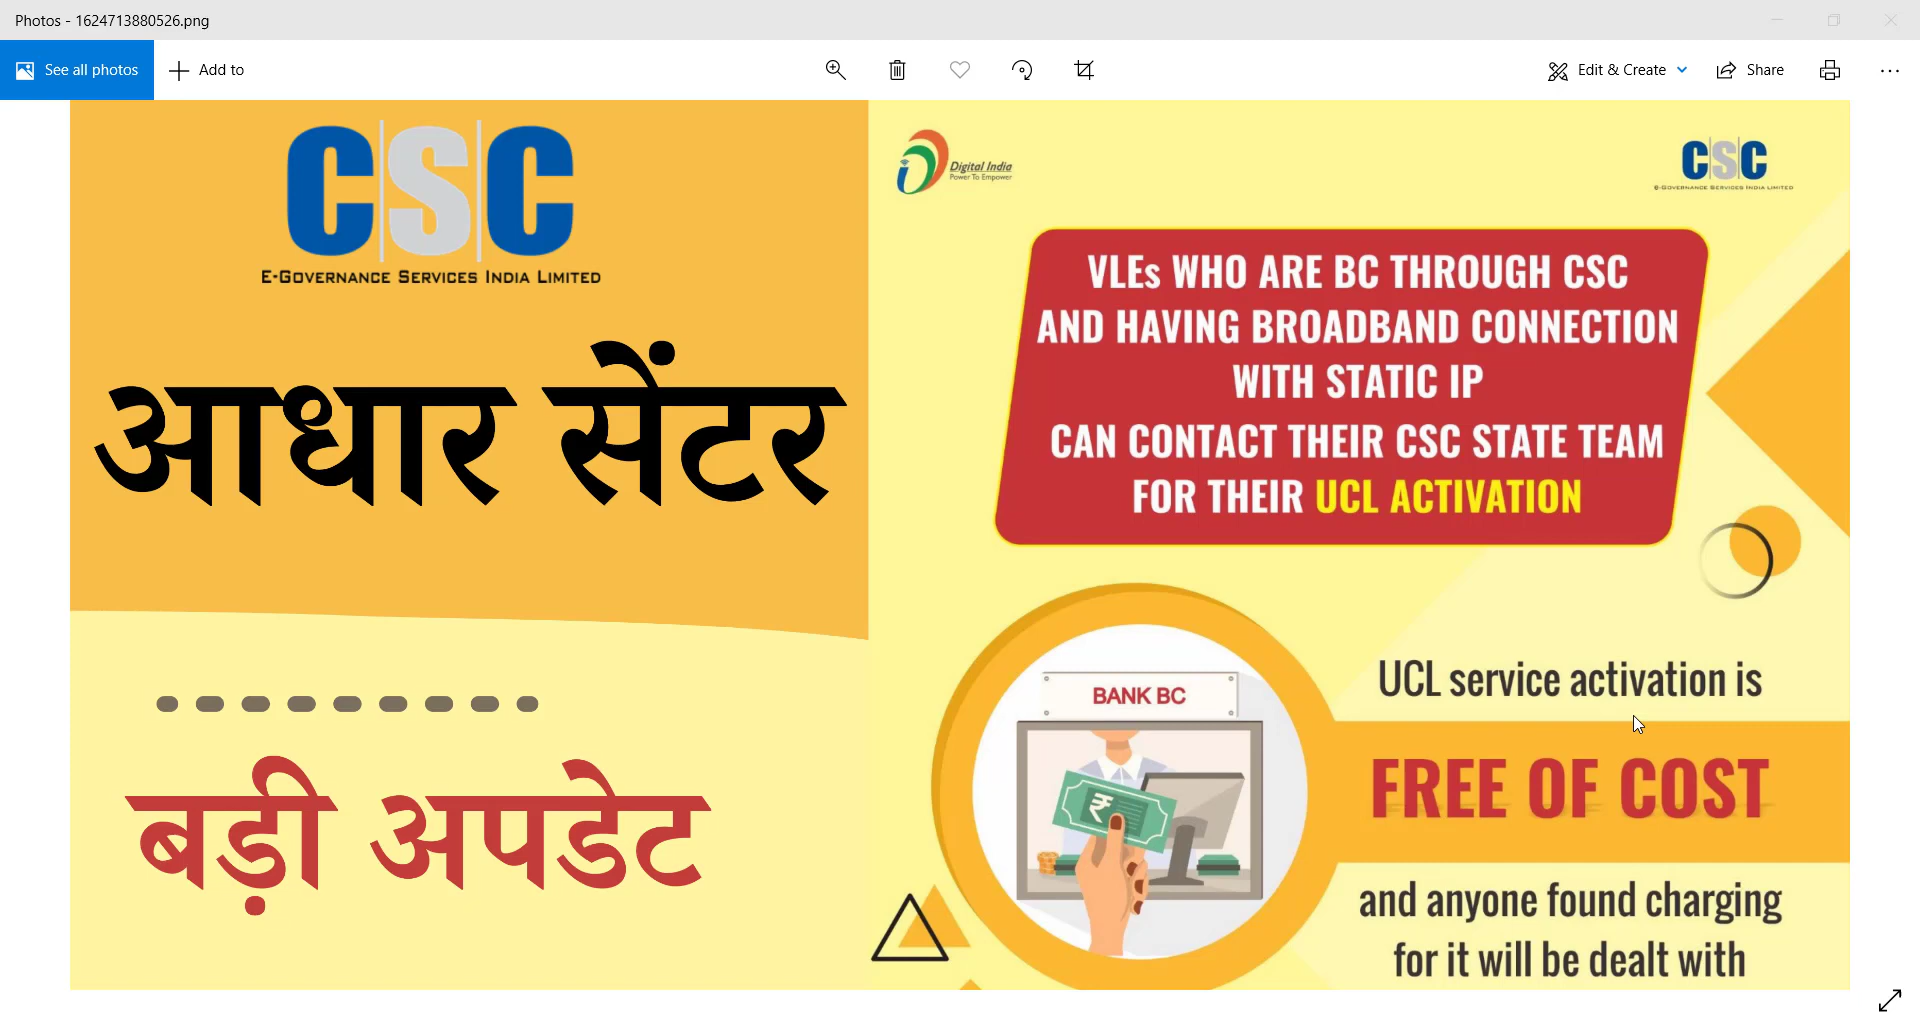 Photos - 1624713880526.png
See all photos
Add to
Edit & Create
Share
CSC
E-GOVERNANCE SERVICES INDIA LIMITED
आधार सेंटर
बड़ी अपडेट
Digital India
Power To Empower
CSC
E-GOVERNANCE SERVICES INDIA LIMITED
VLEs WHO ARE BC THROUGH CSC
AND HAVING BROADBAND CONNECTION
WITH STATIC IP
CAN CONTACT THEIR CSC STATE TEAM
FOR THEIR UCL ACTIVATION
BANK BC
₹
UCL service activation is
FREE OF COST
and anyone found charging
for it will be dealt with